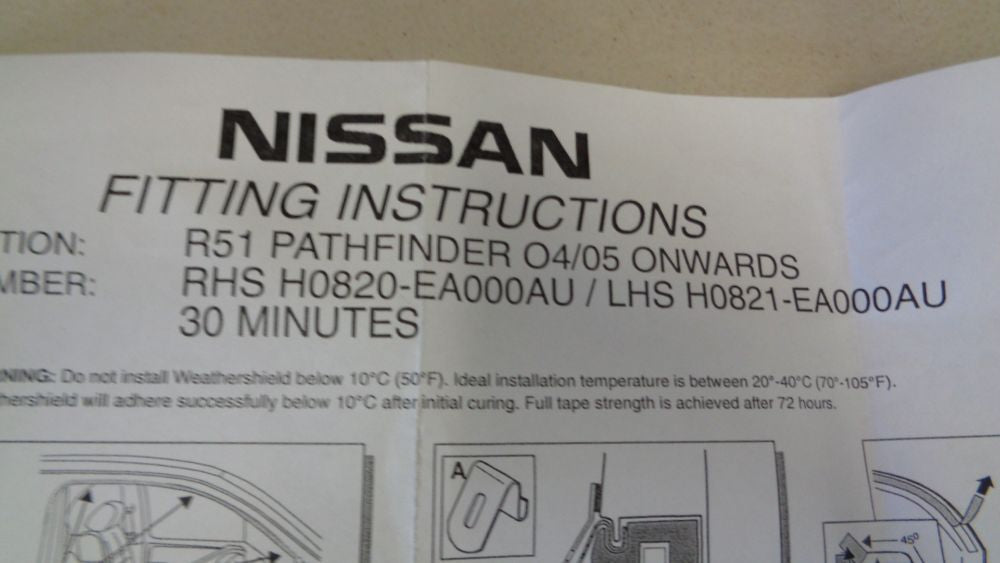 NISSAN
FITTING INSTRUCTIONS
TION: R51 PATHFINDER O4/05 ONWARDS
MBER: RHS H0820-EA000AU / LHS H0821-EA000AU
30 MINUTES
NING: Do not install Weathershield below 10°C (50°F). Ideal installation temperature is between 20°-40°C (70°-105°F).
hershield will adhere successfully below 10°C after initial curing. Full tape strength is achieved after 72 hours.
A
45°